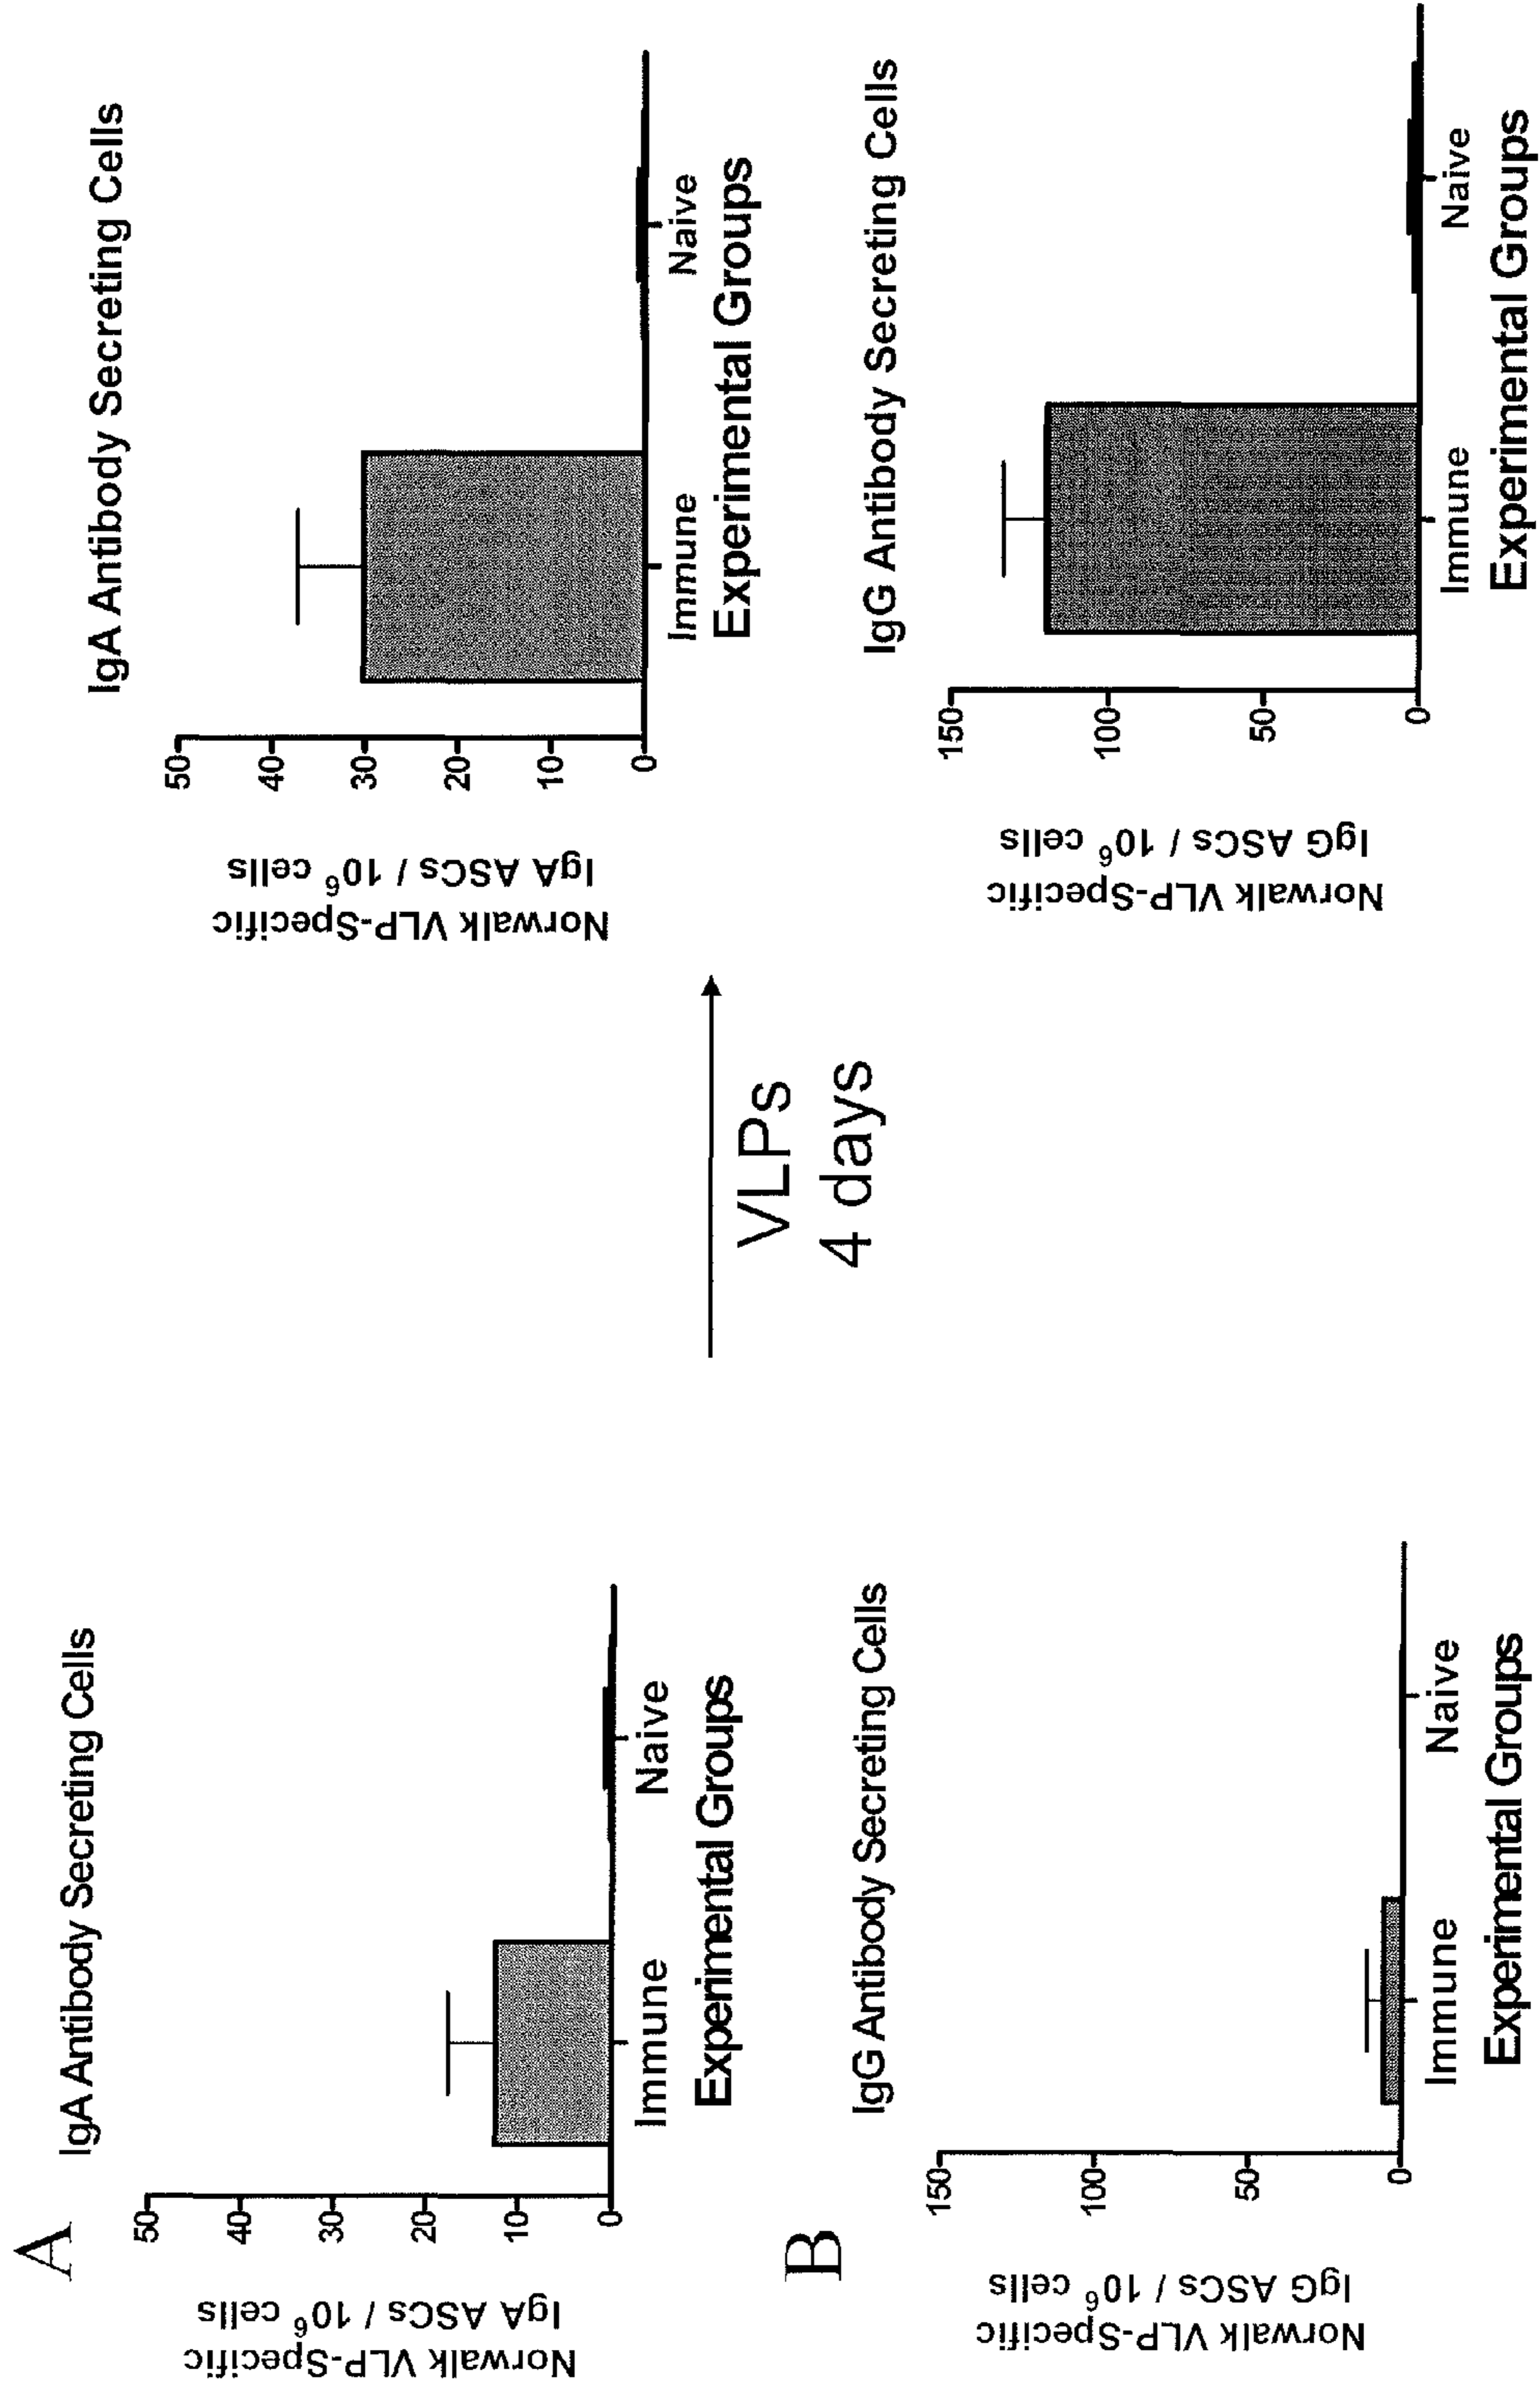 A
IgA Antibody Secreting Cells
Norwalk VLP-Specific
IgA ASCs / 10⁶ cells
50
40
30
20
10
0
Immune
Naive
Experimental Groups
VLPs
4 days
IgA Antibody Secreting Cells
Norwalk VLP-Specific
IgA ASCs / 10⁶ cells
50
40
30
20
10
0
Immune
Naive
Experimental Groups
B
IgG Antibody Secreting Cells
Norwalk VLP-Specific
IgG ASCs / 10⁶ cells
150
100
50
0
Immune
Naive
Experimental Groups
IgG Antibody Secreting Cells
Norwalk VLP-Specific
IgG ASCs / 10⁶ cells
150
100
50
0
Immune
Naive
Experimental Groups